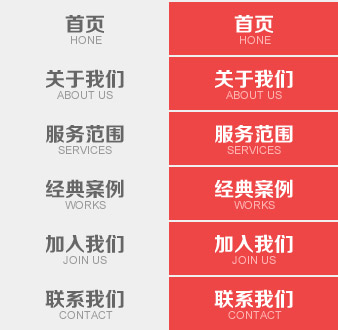 首页 首页
HONE HONE
关于我们 关于我们
ABOUT US ABOUT US
服务范围 服务范围
SERVICES SERVICES
经典案例 经典案例
WORKS WORKS
加入我们 加入我们
JOIN US JOIN US
联系我们 联系我们
CONTACT CONTACT